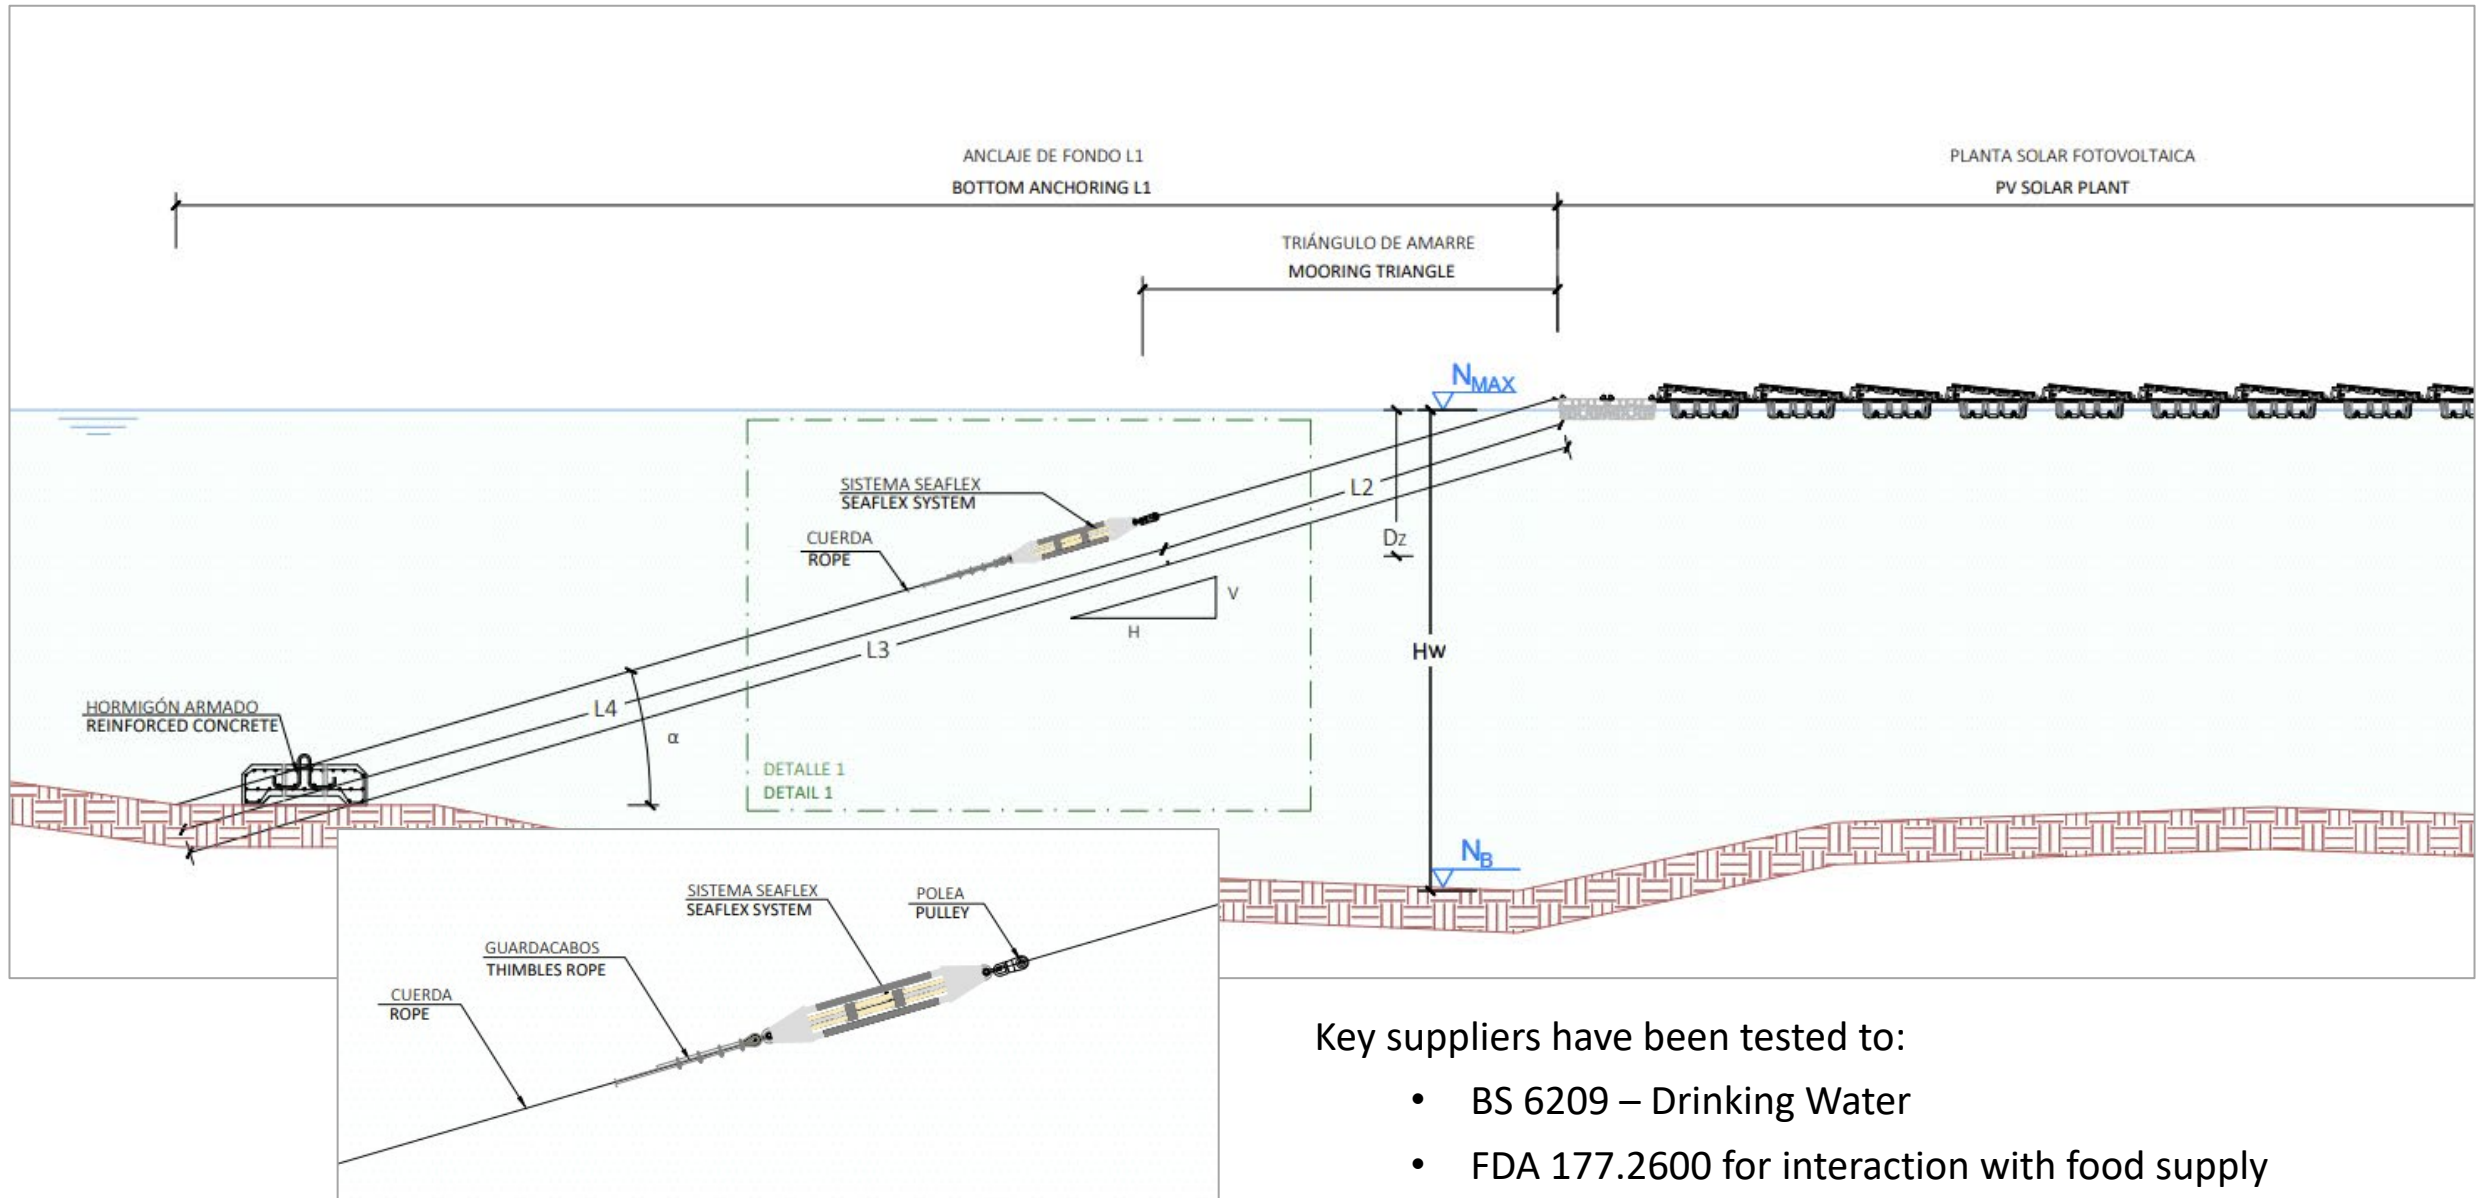 ANCLAJE DE FONDO L1
BOTTOM ANCHORING L1
PLANTA SOLAR FOTOVOLTAICA
PV SOLAR PLANT
TRIÁNGULO DE AMARRE
MOORING TRIANGLE
NMAX
SISTEMA SEAFLEX
SEAFLEX SYSTEM
L2
CUERDA
ROPE
Dz
V
H
L3
Hw
HORMIGÓN ARMADO
REINFORCED CONCRETE
L4
α
DETALLE 1
DETAIL 1
NB
SISTEMA SEAFLEX
SEAFLEX SYSTEM
POLEA
PULLEY
GUARDACABOS
THIMBLES ROPE
CUERDA
ROPE
Key suppliers have been tested to:
• BS 6209 – Drinking Water
• FDA 177.2600 for interaction with food supply